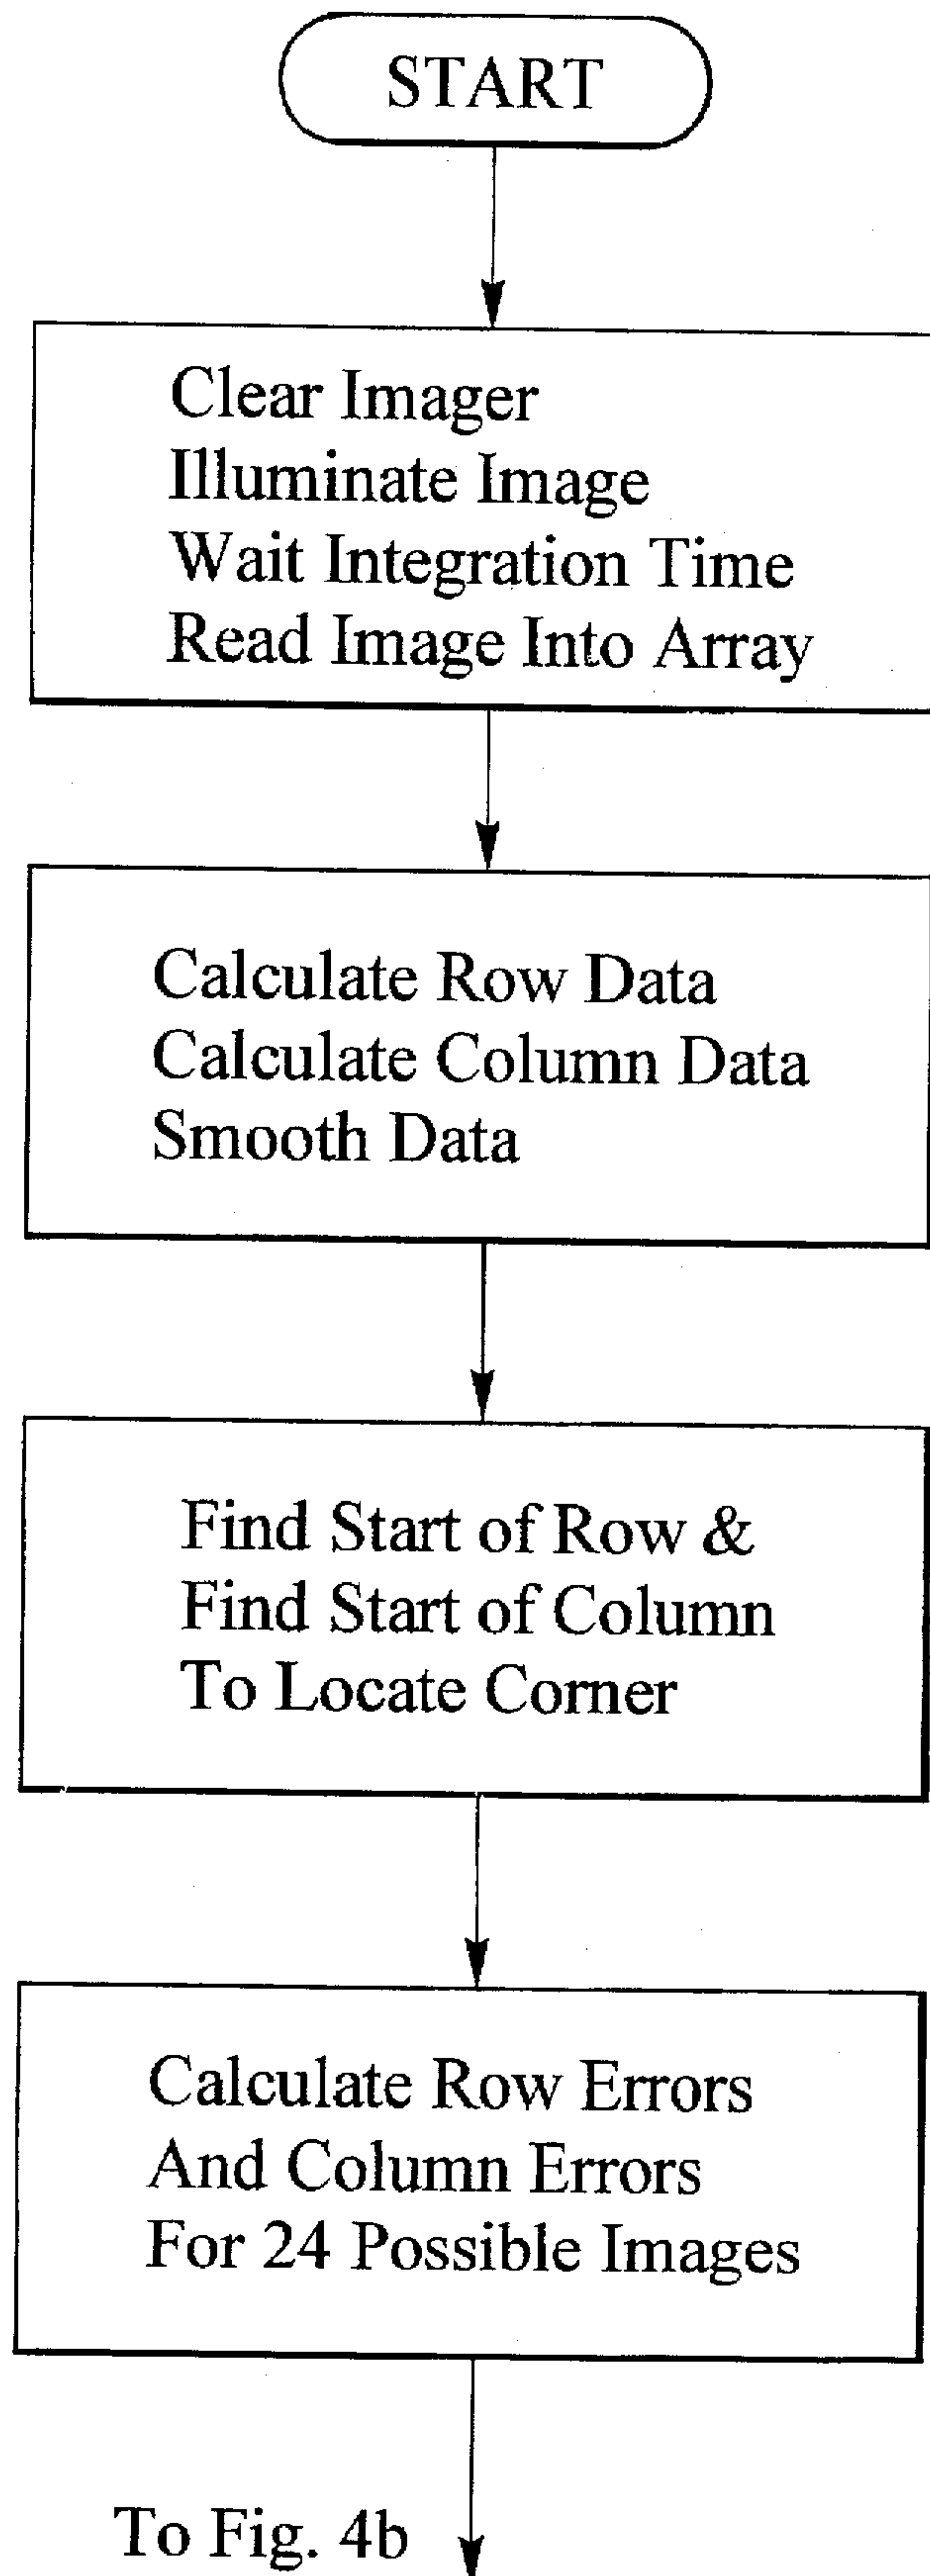 START
Clear Imager
Illuminate Image
Wait Integration Time
Read Image Into Array
Calculate Row Data
Calculate Column Data
Smooth Data
Find Start of Row &
Find Start of Column
To Locate Corner
Calculate Row Errors
And Column Errors
For 24 Possible Images
To Fig. 4b